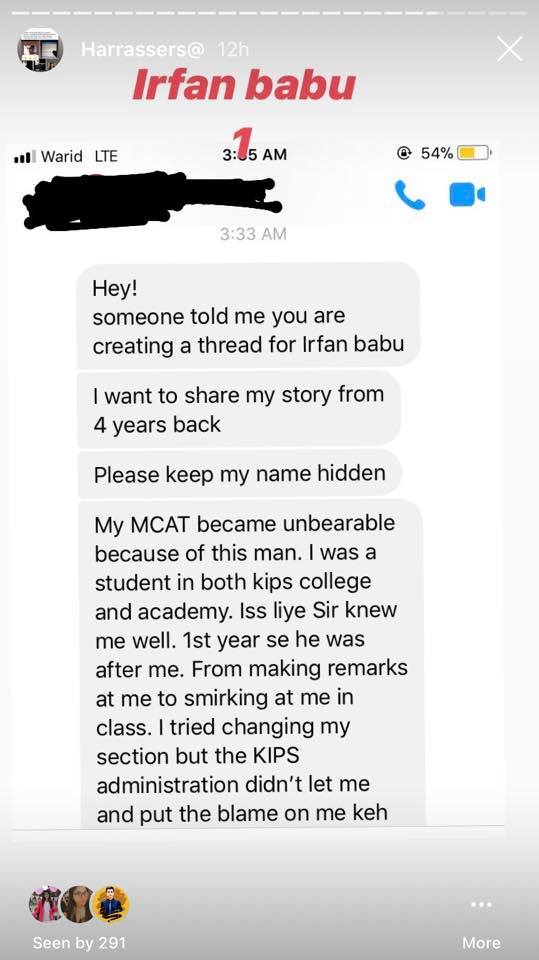 Harrassers@ 12h
Irfan babu
1
Warid LTE
54%
3:33 AM
Hey!
someone told me you are
creating a thread for Irfan babu
I want to share my story from
4 years back
Please keep my name hidden
My MCAT became unbearable
because of this man. I was a
student in both kips college
and academy. Iss liye Sir knew
me well. 1st year se he was
after me. From making remarks
at me to smirking at me in
class. I tried changing my
section but the KIPS
administration didn't let me
and put the blame on me keh
Seen by 291
More